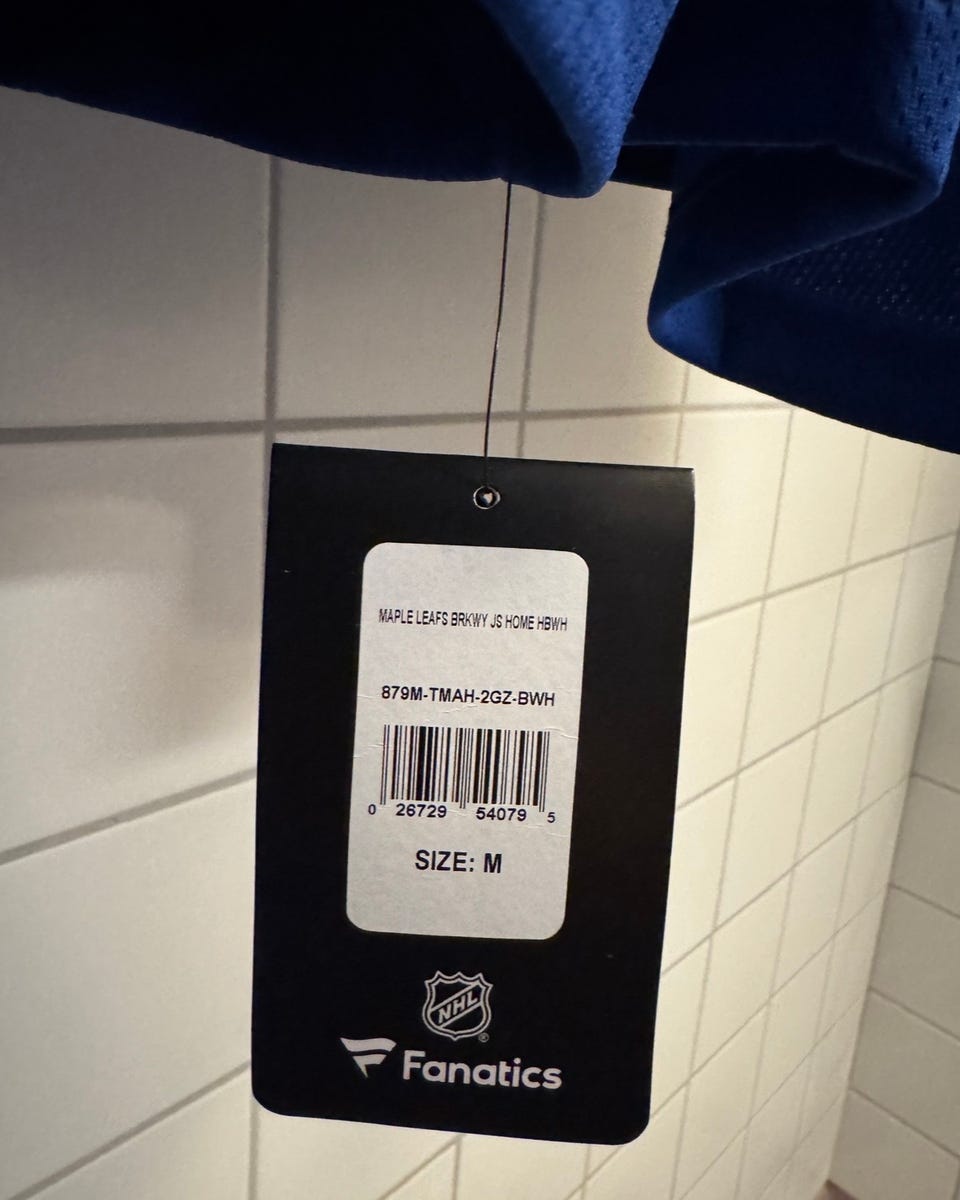 MAPLE LEAFS BRKWY JS HOME HBWH
879M-TMAH-2GZ-BWH
0 26729 54079 5
SIZE: M
NHL
®
Fanatics